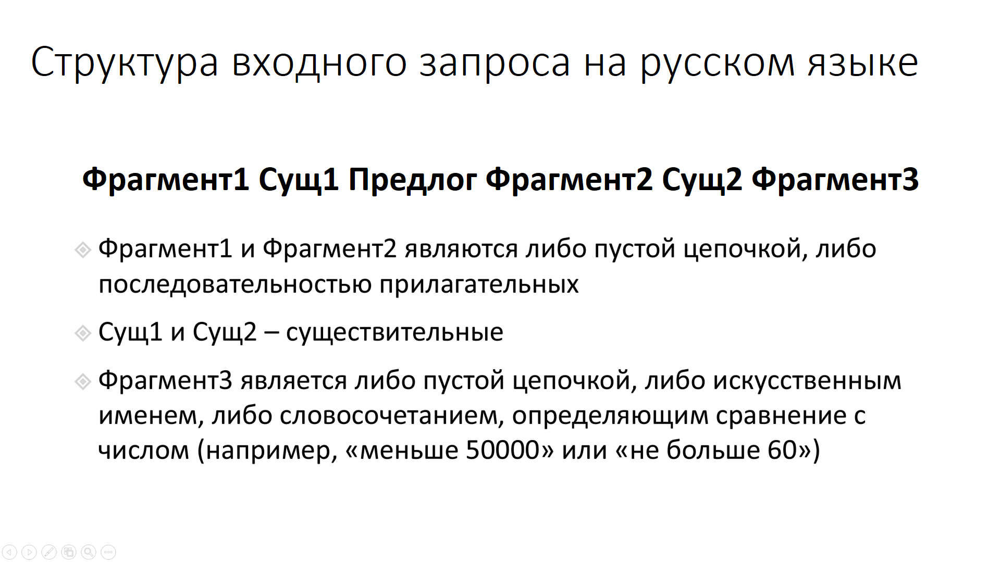 Структура входного запроса на русском языке
Фрагмент1 Сущ1 Предлог Фрагмент2 Сущ2 Фрагмент3
Фрагмент1 и Фрагмент2 являются либо пустой цепочкой, либо
последовательностью прилагательных
Сущ1 и Сущ2 – существительные
Фрагмент3 является либо пустой цепочкой, либо искусственным
именем, либо словосочетанием, определяющим сравнение с
числом (например, «меньше 50000» или «не больше 60»)